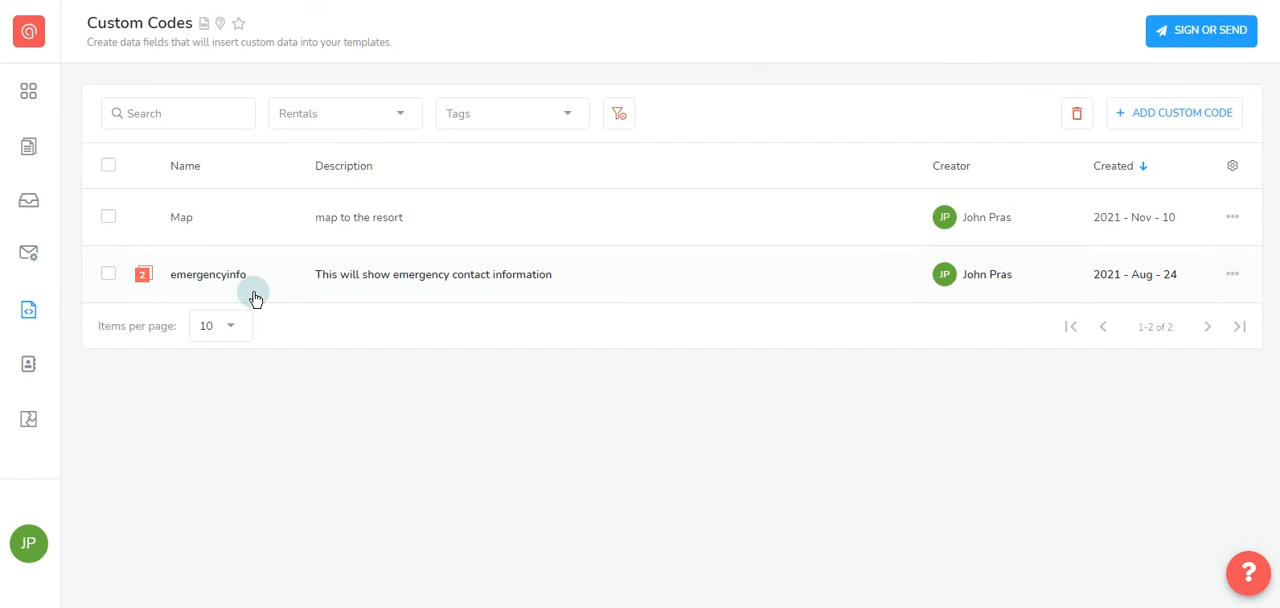 Custom Codes
Create data fields that will insert custom data into your templates.
SIGN OR SEND
Search
Rentals
Tags
+ ADD CUSTOM CODE
Name Description Creator Created
Map map to the resort JP John Pras 2021 - Nov - 10
2 emergencyinfo This will show emergency contact information JP John Pras 2021 - Aug - 24
Items per page: 10 1-2 of 2
JP
?